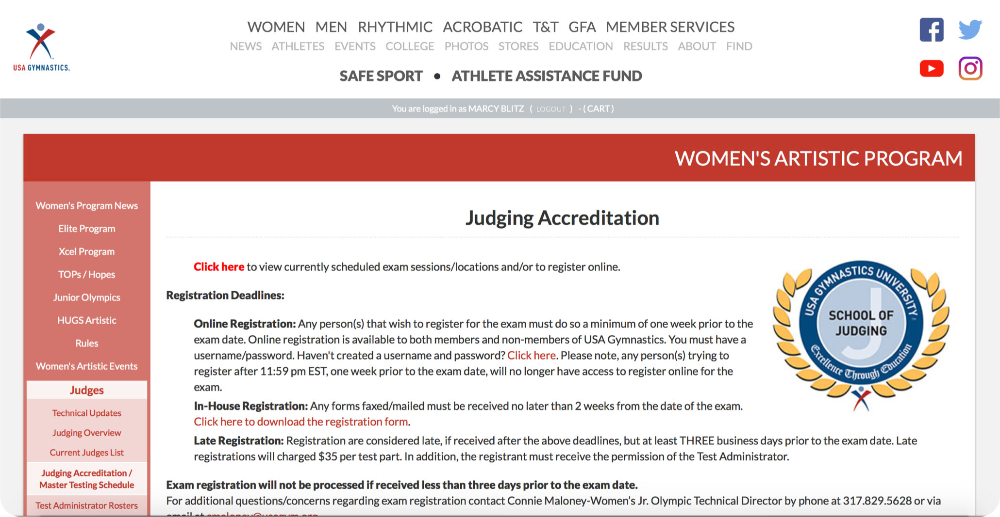 WOMEN MEN RHYTHMIC ACROBATIC T&T GFA MEMBER SERVICES
NEWS ATHLETES EVENTS COLLEGE PHOTOS STORES EDUCATION RESULTS ABOUT FIND
SAFE SPORT • ATHLETE ASSISTANCE FUND
USA GYMNASTICS.
You are logged in as MARCY BLITZ ( LOGOUT ) - ( CART )
WOMEN'S ARTISTIC PROGRAM
Women's Program News
Elite Program
Xcel Program
TOPs / Hopes
Junior Olympics
HUGS Artistic
Rules
Women's Artistic Events
Judges
Technical Updates
Judging Overview
Current Judges List
Judging Accreditation /
Master Testing Schedule
Test Administrator Rosters
Judging Accreditation
Click here to view currently scheduled exam sessions/locations and/or to register online.
Registration Deadlines:
Online Registration: Any person(s) that wish to register for the exam must do so a minimum of one week prior to the
exam date. Online registration is available to both members and non-members of USA Gymnastics. You must have a
username/password. Haven't created a username and password? Click here. Please note, any person(s) trying to
register after 11:59 pm EST, one week prior to the exam date, will no longer have access to register online for the
exam.
In-House Registration: Any forms faxed/mailed must be received no later than 2 weeks from the date of the exam.
Click here to download the registration form.
Late Registration: Registration are considered late, if received after the above deadlines, but at least THREE business days prior to the exam date. Late
registrations will charged $35 per test part. In addition, the registrant must receive the permission of the Test Administrator.
Exam registration will not be processed if received less than three days prior to the exam date.
For additional questions/concerns regarding exam registration contact Connie Maloney-Women's Jr. Olympic Technical Director by phone at 317.829.5628 or via
email at cmaloney@usagym.org
USA GYMNASTICS UNIVERSITY
SCHOOL OF
JUDGING
Excellence Through Education